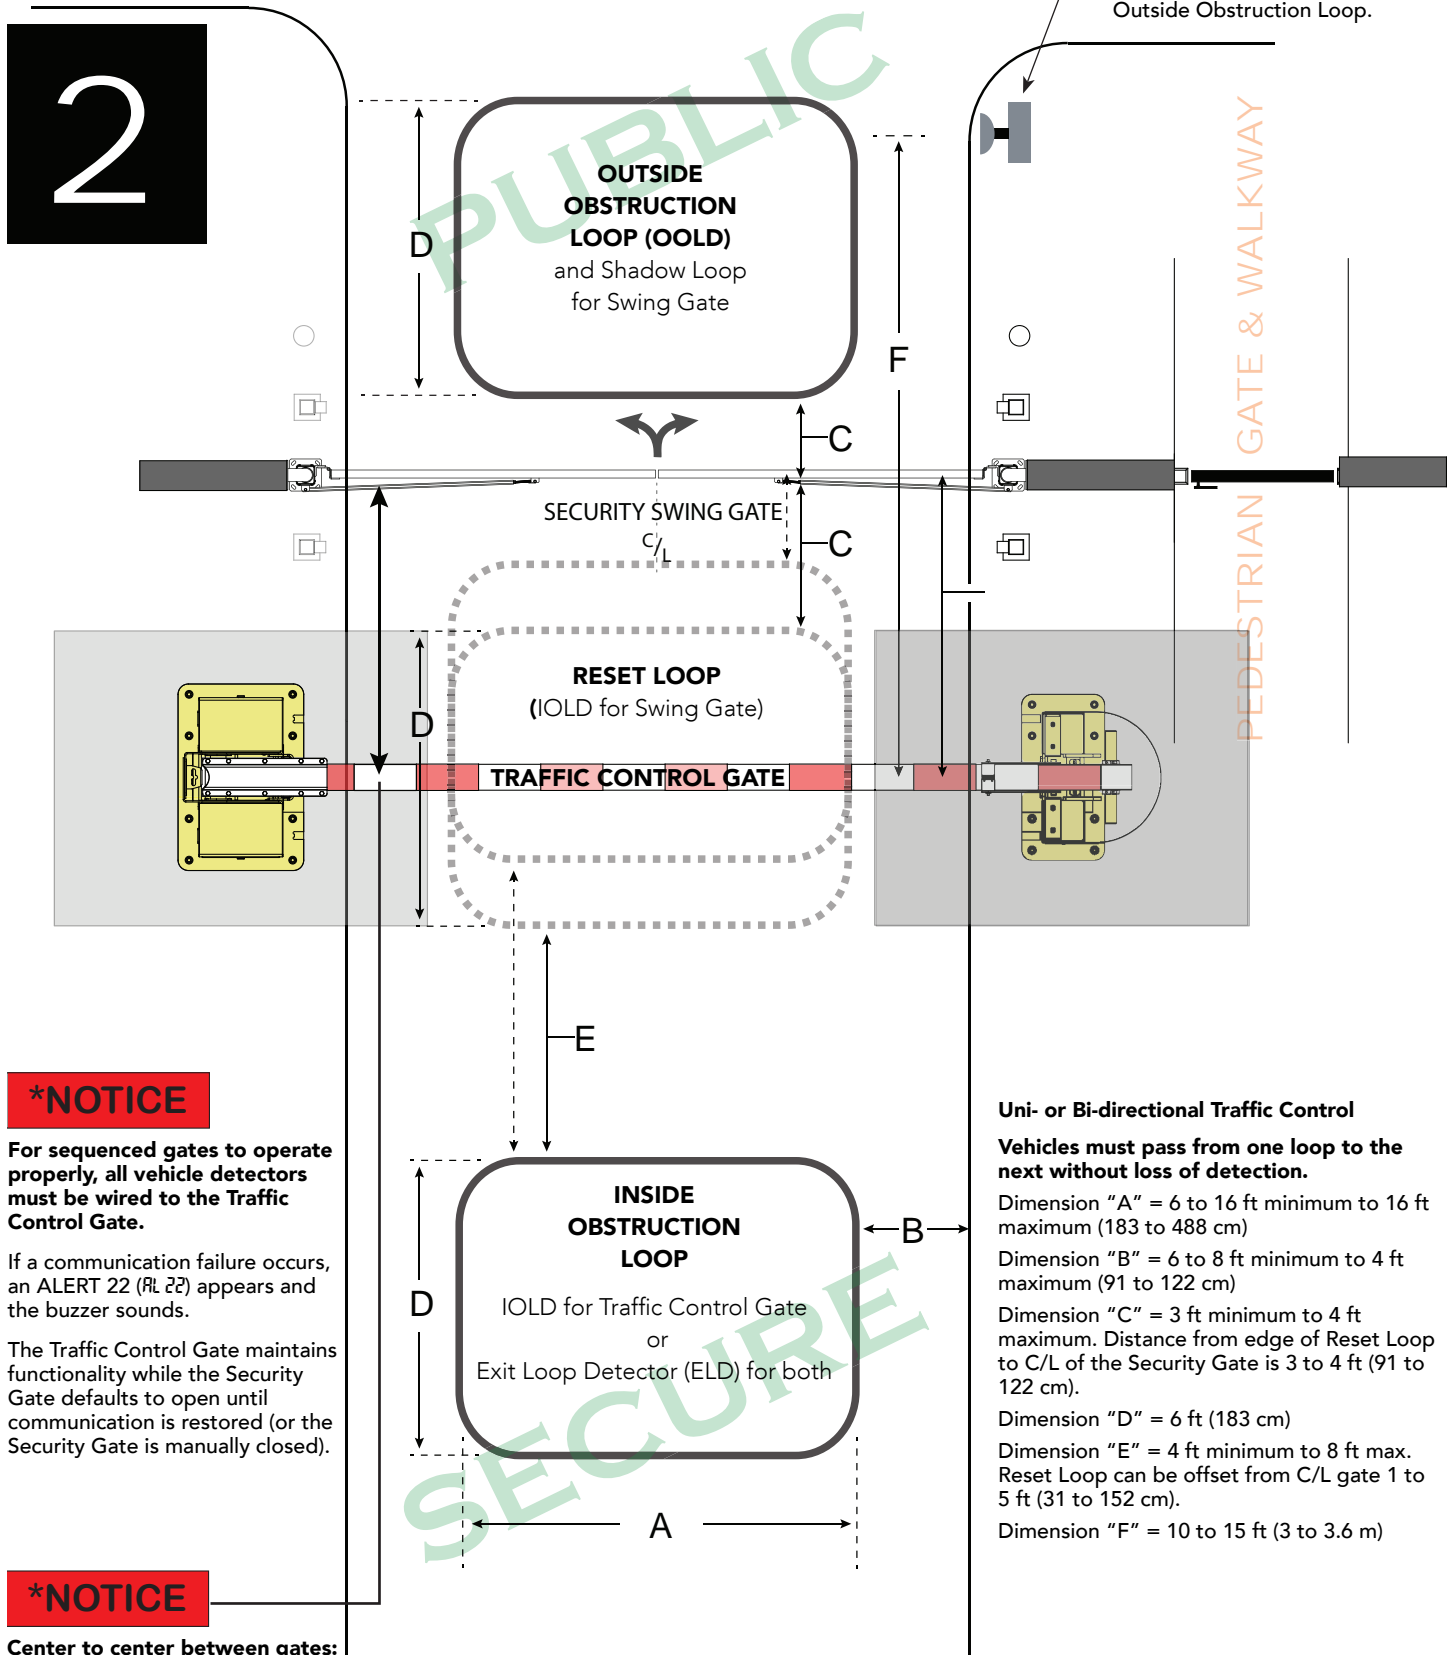 Outside Obstruction Loop.
2
PUBLIC
OUTSIDE
OBSTRUCTION
LOOP (OOLD)
and Shadow Loop
for Swing Gate
D
F
C
PEDESTRIAN GATE & WALKWAY
SECURITY SWING GATE
C/L
C
RESET LOOP
(IOLD for Swing Gate)
D
TRAFFIC CONTROL GATE
E
*NOTICE
For sequenced gates to operate
properly, all vehicle detectors
must be wired to the Traffic
Control Gate.
If a communication failure occurs,
an ALERT 22 (AL 22) appears and
the buzzer sounds.
The Traffic Control Gate maintains
functionality while the Security
Gate defaults to open until
communication is restored (or the
Security Gate is manually closed).
INSIDE
OBSTRUCTION
LOOP
IOLD for Traffic Control Gate
or
Exit Loop Detector (ELD) for both
B
D
SECURE
A
Uni- or Bi-directional Traffic Control
Vehicles must pass from one loop to the
next without loss of detection.
Dimension “A” = 6 to 16 ft minimum to 16 ft
maximum (183 to 488 cm)
Dimension “B” = 6 to 8 ft minimum to 4 ft
maximum (91 to 122 cm)
Dimension “C” = 3 ft minimum to 4 ft
maximum. Distance from edge of Reset Loop
to C/L of the Security Gate is 3 to 4 ft (91 to
122 cm).
Dimension “D” = 6 ft (183 cm)
Dimension “E” = 4 ft minimum to 8 ft max.
Reset Loop can be offset from C/L gate 1 to
5 ft (31 to 152 cm).
Dimension “F” = 10 to 15 ft (3 to 3.6 m)
*NOTICE
Center to center between gates: